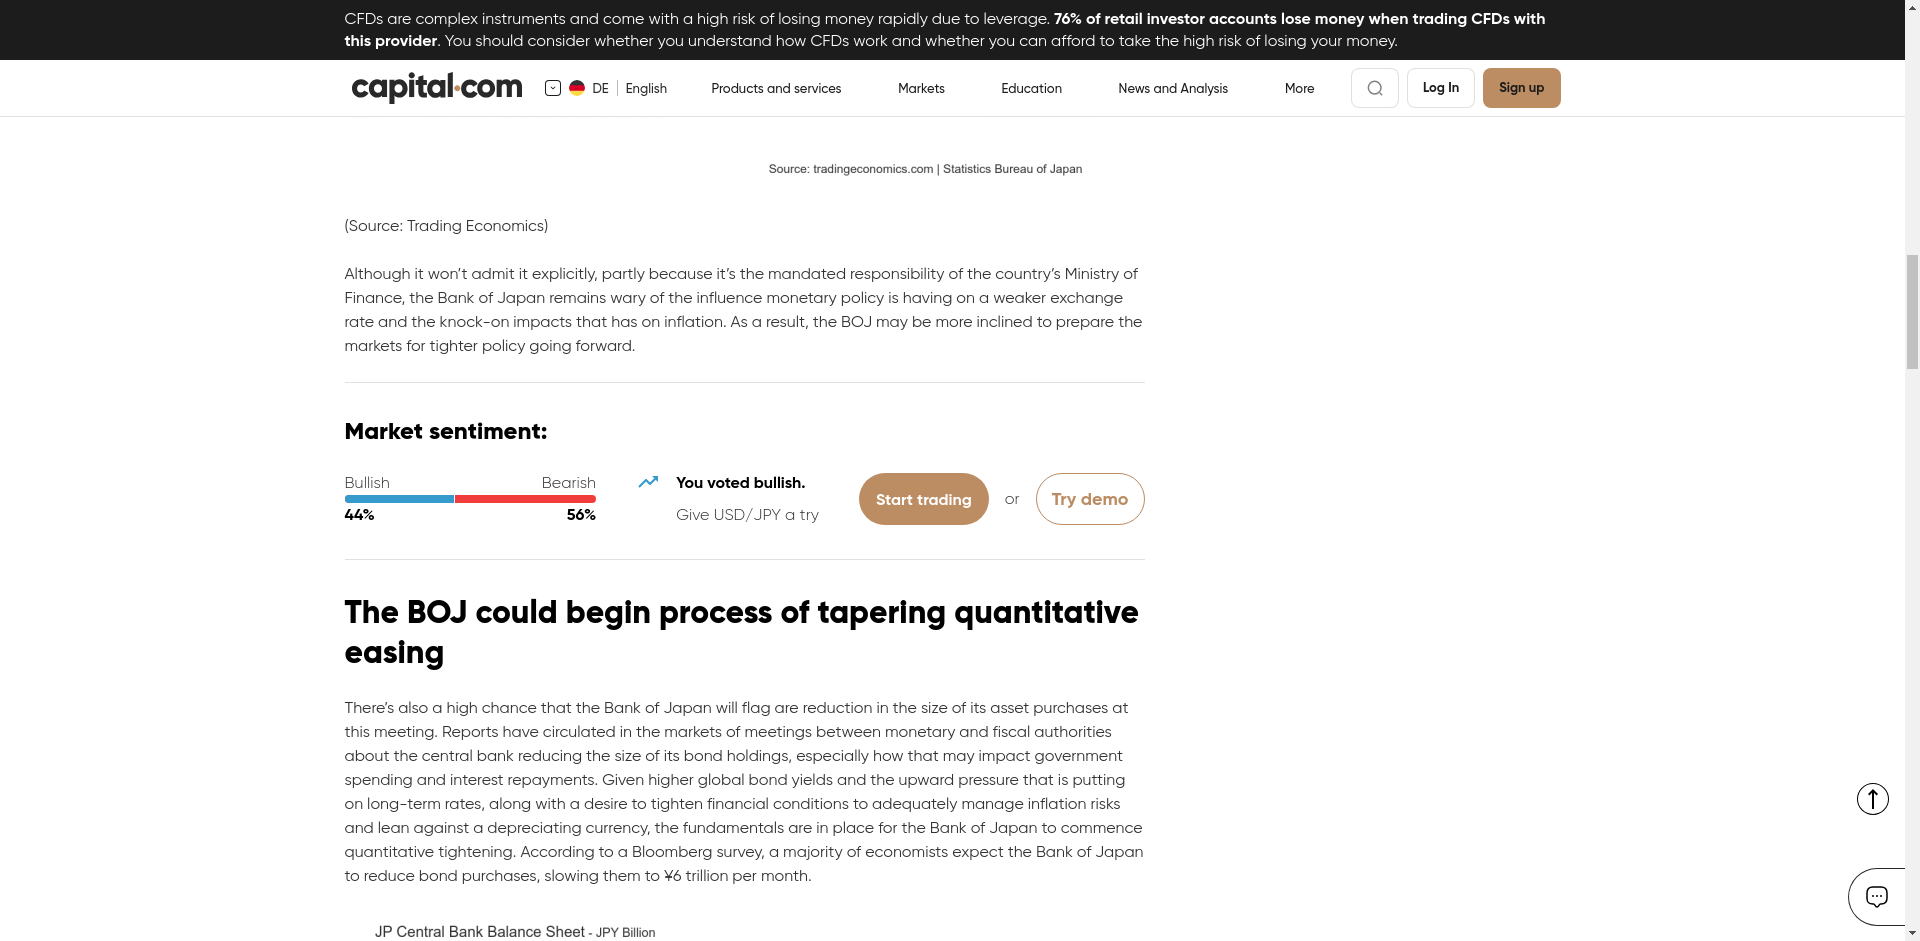 CFDs are complex instruments and come with a high risk of losing money rapidly due to leverage. 76% of retail investor accounts lose money when trading CFDs with
this provider. You should consider whether you understand how CFDs work and whether you can afford to take the high risk of losing your money.
capital.com DE English Products and services Markets Education News and Analysis More Log In Sign up
Source: tradingeconomics.com | Statistics Bureau of Japan
(Source: Trading Economics)
Although it won’t admit it explicitly, partly because it’s the mandated responsibility of the country’s Ministry of
Finance, the Bank of Japan remains wary of the influence monetary policy is having on a weaker exchange
rate and the knock-on impacts that has on inflation. As a result, the BOJ may be more inclined to prepare the
markets for tighter policy going forward.
Market sentiment:
Bullish Bearish You voted bullish.
Start trading or Try demo
44% 56% Give USD/JPY a try
The BOJ could begin process of tapering quantitative
easing
There’s also a high chance that the Bank of Japan will flag are reduction in the size of its asset purchases at
this meeting. Reports have circulated in the markets of meetings between monetary and fiscal authorities
about the central bank reducing the size of its bond holdings, especially how that may impact government
spending and interest repayments. Given higher global bond yields and the upward pressure that is putting
on long-term rates, along with a desire to tighten financial conditions to adequately manage inflation risks
and lean against a depreciating currency, the fundamentals are in place for the Bank of Japan to commence
quantitative tightening. According to a Bloomberg survey, a majority of economists expect the Bank of Japan
to reduce bond purchases, slowing them to ¥6 trillion per month.
JP Central Bank Balance Sheet - JPY Billion